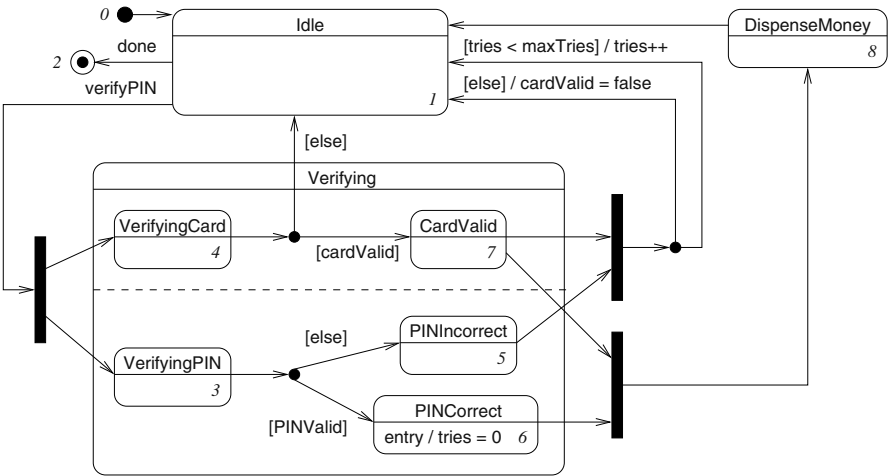 0
Idle
DispenseMoney
8
done
2
[tries < maxTries] / tries++
verifyPIN
[else] / cardValid = false
1
[else]
Verifying
VerifyingCard
4
CardValid
7
[cardValid]
[else]
PINIncorrect
5
VerifyingPIN
3
PINCorrect
[PINValid]
entry / tries = 0 6